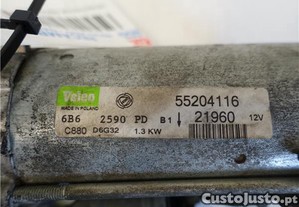 Valeo
MADE IN POLAND
55204116
6B6 2590 PD B1 21960 12V
C880 D6G32 1.3 KW
CustoJusto.pt